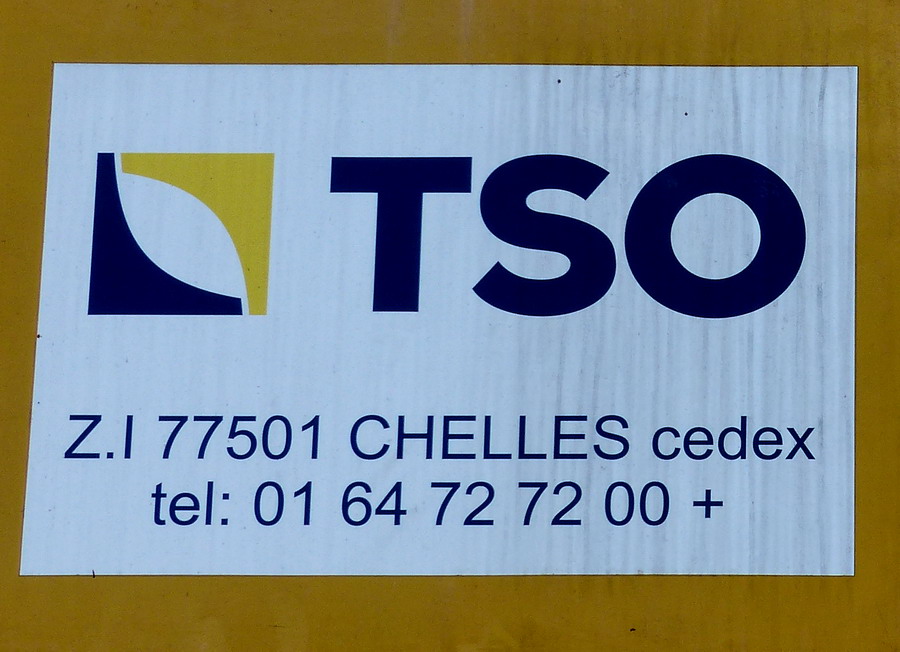 TSO
Z.I 77501 CHELLES cedex
tel: 01 64 72 72 00 +